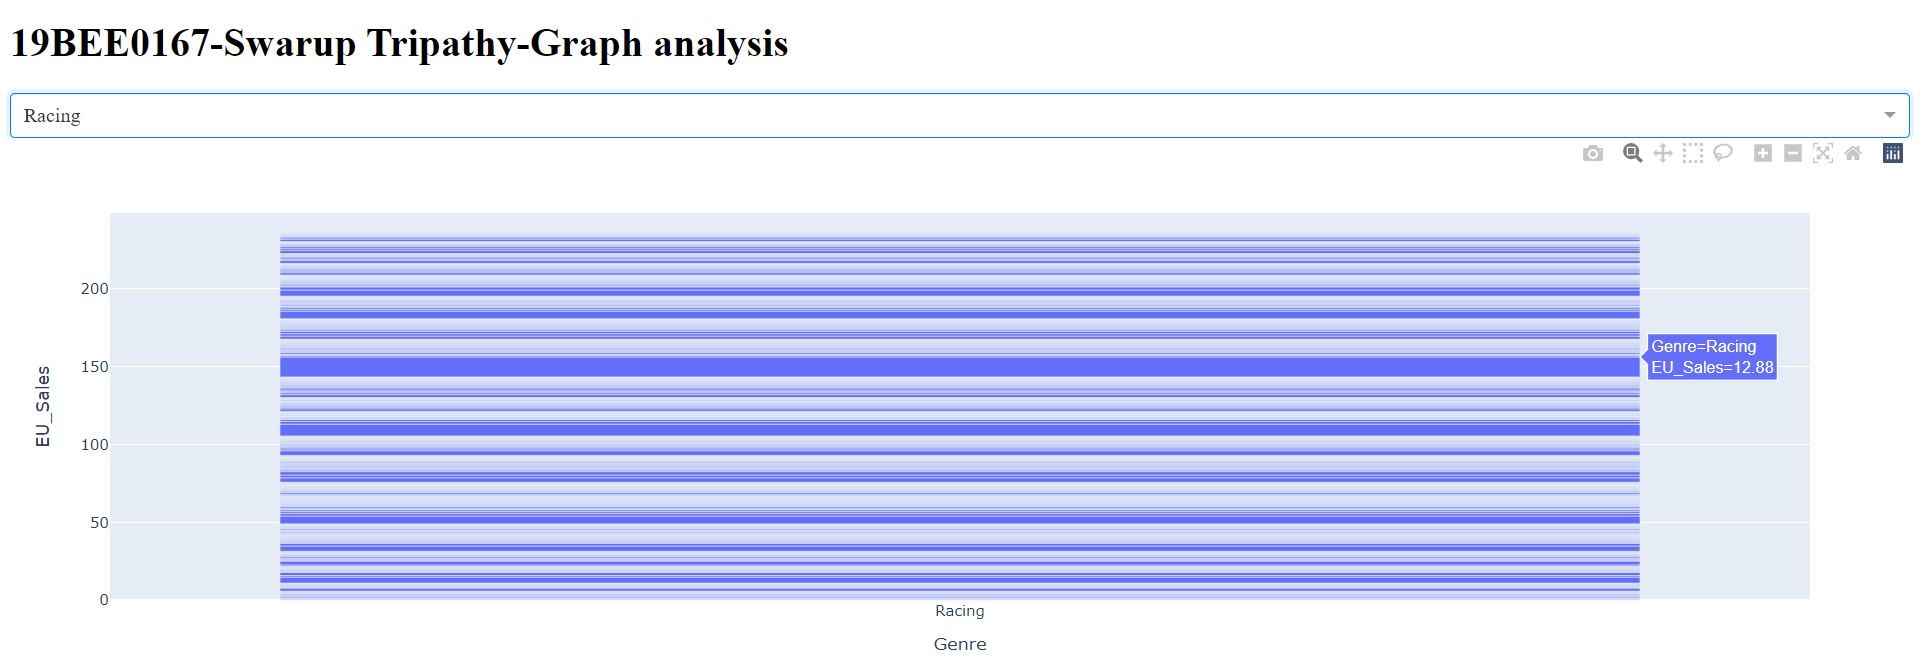 19BEE0167-Swarup Tripathy-Graph analysis
Racing
200
150
100
50
0
EU_Sales
Genre=Racing
EU_Sales=12.88
Racing
Genre